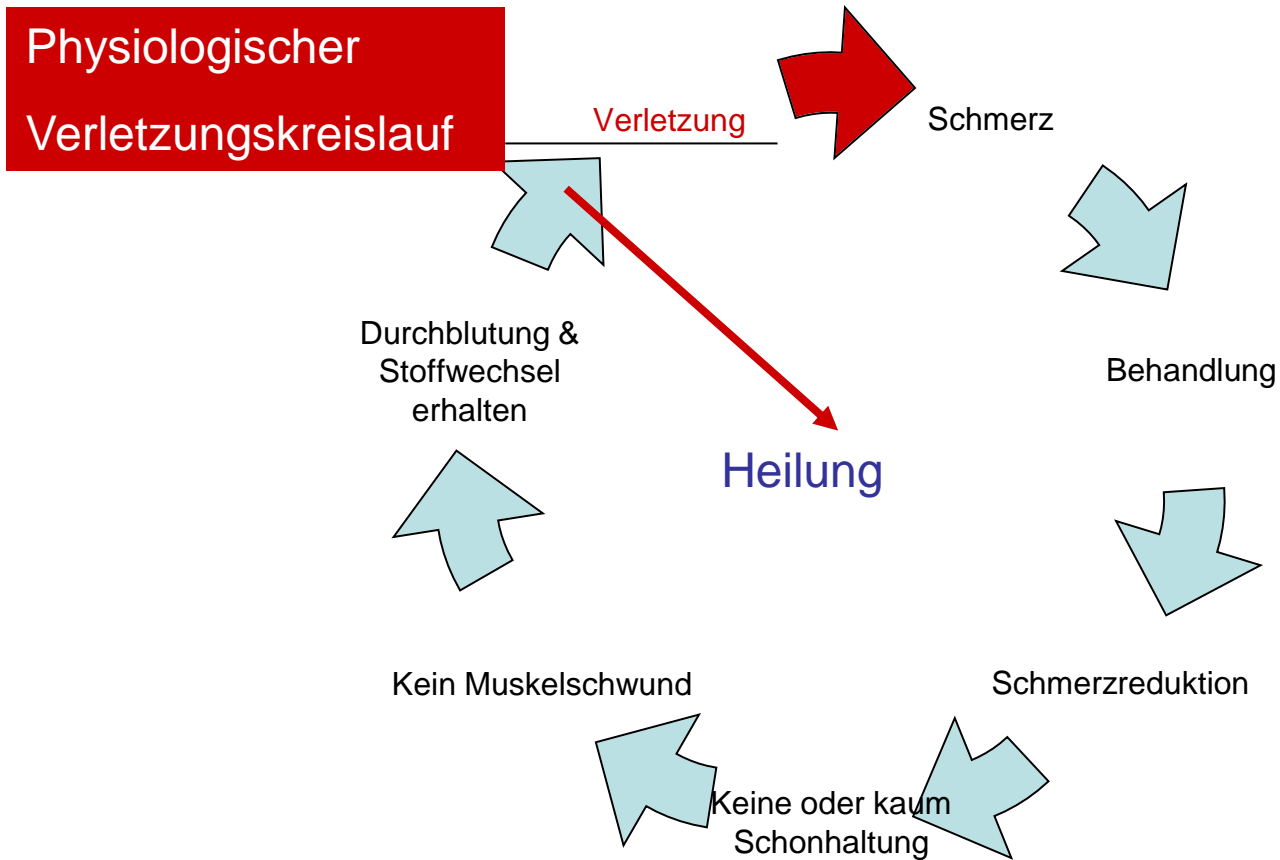 Physiologischer
Verletzungskreislauf
Verletzung
Schmerz
Behandlung
Schmerzreduktion
Keine oder kaum
Schonhaltung
Kein Muskelschwund
Durchblutung &
Stoffwechsel
erhalten
Heilung